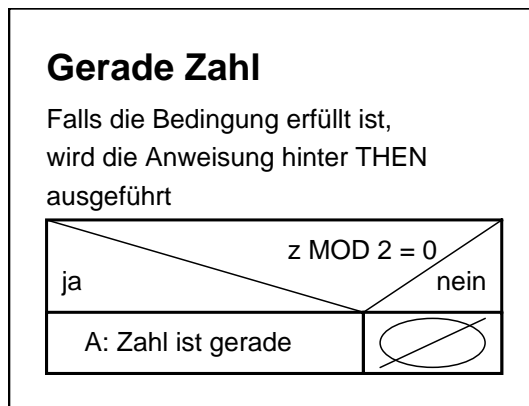 Gerade Zahl
Falls die Bedingung erfüllt ist,
wird die Anweisung hinter THEN
ausgeführt
z MOD 2 = 0
ja
nein
A: Zahl ist gerade